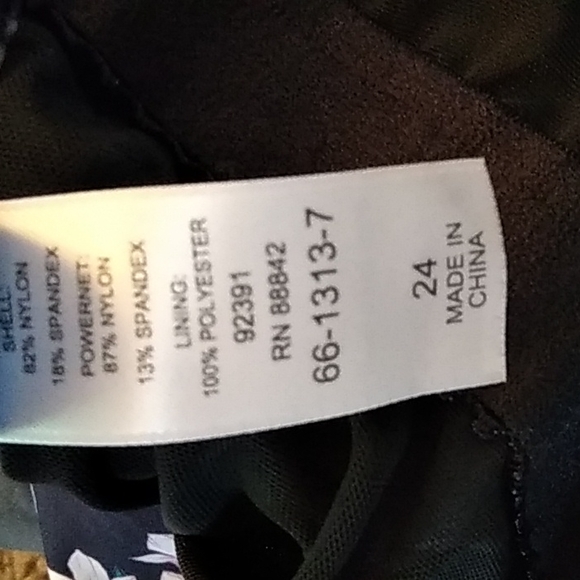 SHELL:
82% NYLON
18% SPANDEX
POWERNET:
87% NYLON
13% SPANDEX
LINING:
100% POLYESTER
92391
RN 88842
66-1313-7
24
MADE IN
CHINA